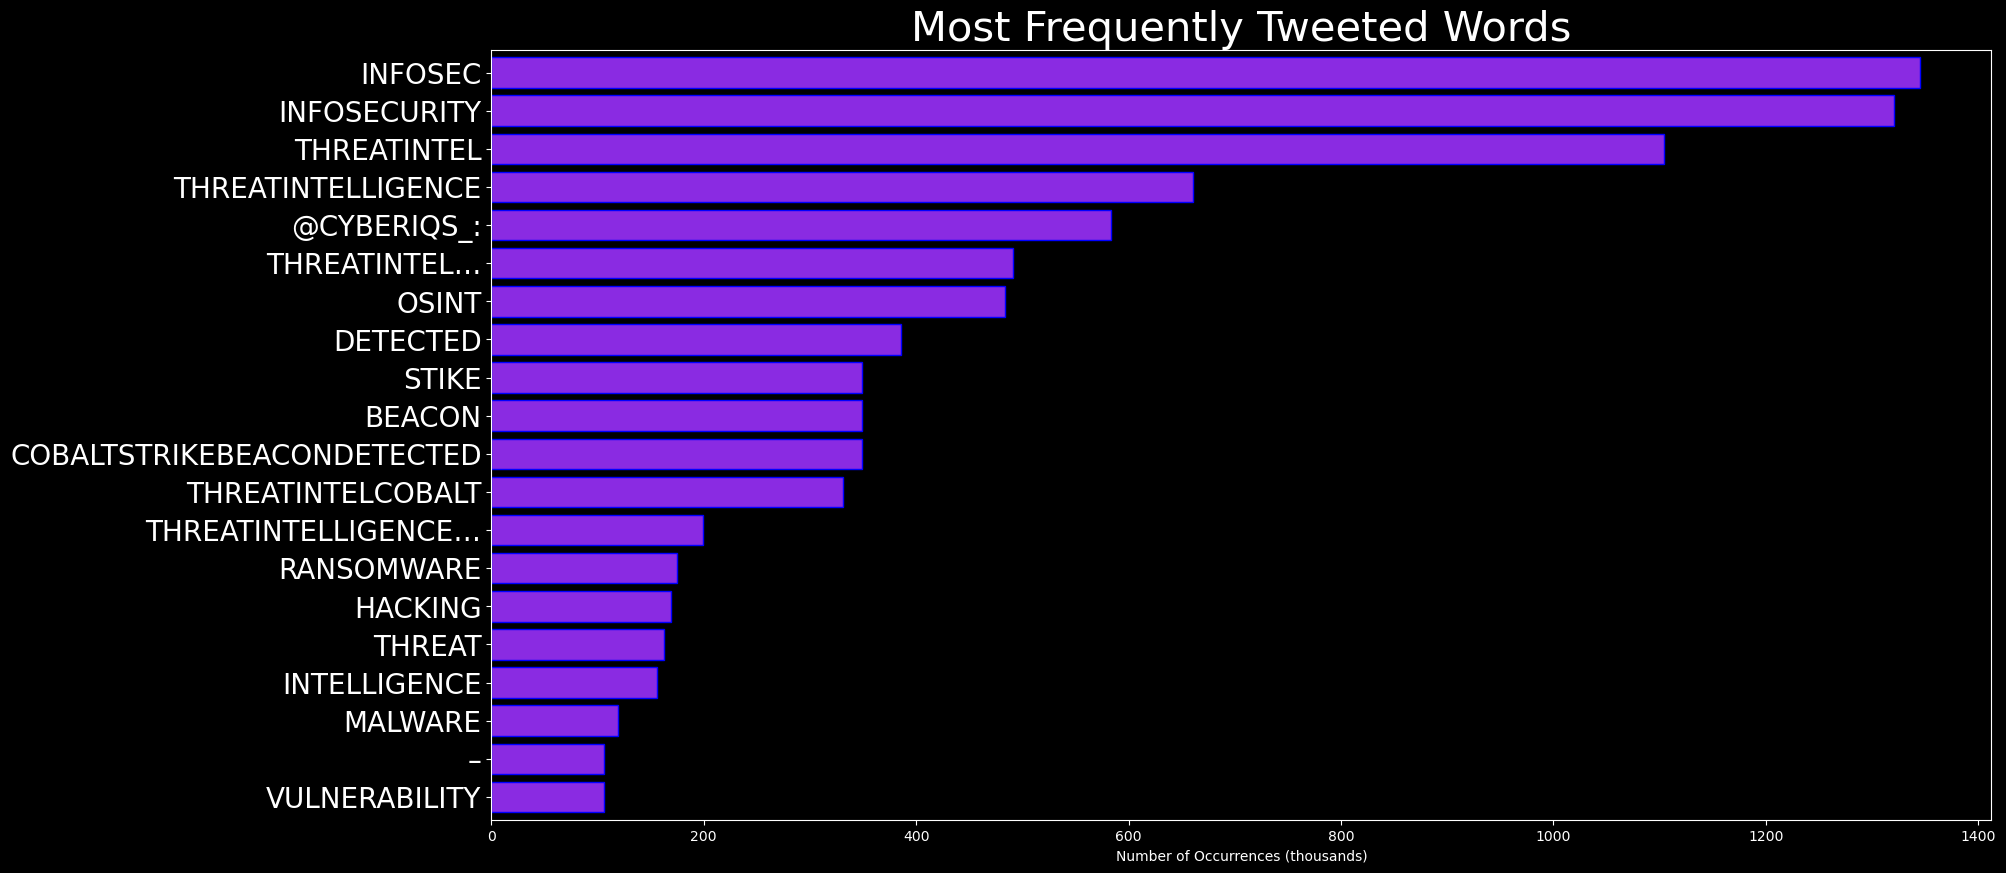 Most Frequently Tweeted Words
INFOSEC
INFOSECURITY
THREATINTEL
THREATINTELLIGENCE
@CYBERIQS_:
THREATINTEL…
OSINT
DETECTED
STIKE
BEACON
COBALTSTRIKEBEACONDETECTED
THREATINTELCOBALT
THREATINTELLIGENCE…
RANSOMWARE
HACKING
THREAT
INTELLIGENCE
MALWARE
–
VULNERABILITY
0 200 400 600 800 1000 1200 1400
Number of Occurrences (thousands)